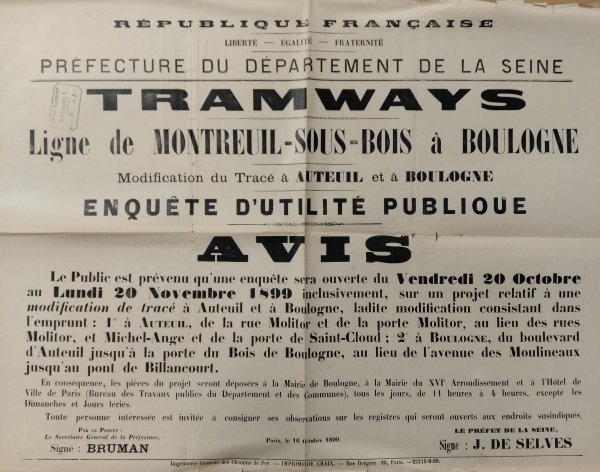 RÉPUBLIQUE FRANÇAISE
LIBERTÉ — ÉGALITÉ — FRATERNITÉ
PRÉFECTURE DU DÉPARTEMENT DE LA SEINE
TRAMWAYS
Ligne de MONTREUIL-SOUS-BOIS à BOULOGNE
Modification du Tracé à AUTEUIL et à BOULOGNE
ENQUÊTE D'UTILITÉ PUBLIQUE
AVIS
Le Public est prévenu qu'une enquête sera ouverte du Vendredi 20 Octobre
au Lundi 20 Novembre 1899 inclusivement, sur un projet relatif à une
modification de tracé à Auteuil et à Boulogne, ladite modification consistant dans
l'emprunt : 1° à AUTEUIL, de la rue Molitor et de la porte Molitor, au lieu des rues
Molitor, et Michel-Ange et de la porte de Saint-Cloud ; 2° à BOULOGNE, du boulevard
d'Auteuil jusqu'à la porte du Bois de Boulogne, au lieu de l'avenue des Moulineaux
jusqu'au pont de Billancourt.
En conséquence, les pièces du projet seront déposées à la Mairie de Boulogne, à la Mairie du XVIe Arrondissement et à l'Hôtel de
Ville de Paris (Bureau des Travaux publics du Département et des Communes), tous les jours, de 11 heures à 4 heures, excepté les
Dimanches et Jours fériés.
Toute personne intéressée est invitée à consigner ses observations sur les registres qui seront ouverts aux endroits susindiqués.
PAR LE PRÉFET :
Le Secrétaire Général de la Préfecture,
Signé : BRUMAN
Paris, le 16 Octobre 1899.
LE PRÉFET DE LA SEINE,
Signé : J. DE SELVES
Imprimerie Générale des Chemins de Fer. — IMPRIMERIE CHAIX. — Rue Bergère 20, Paris.